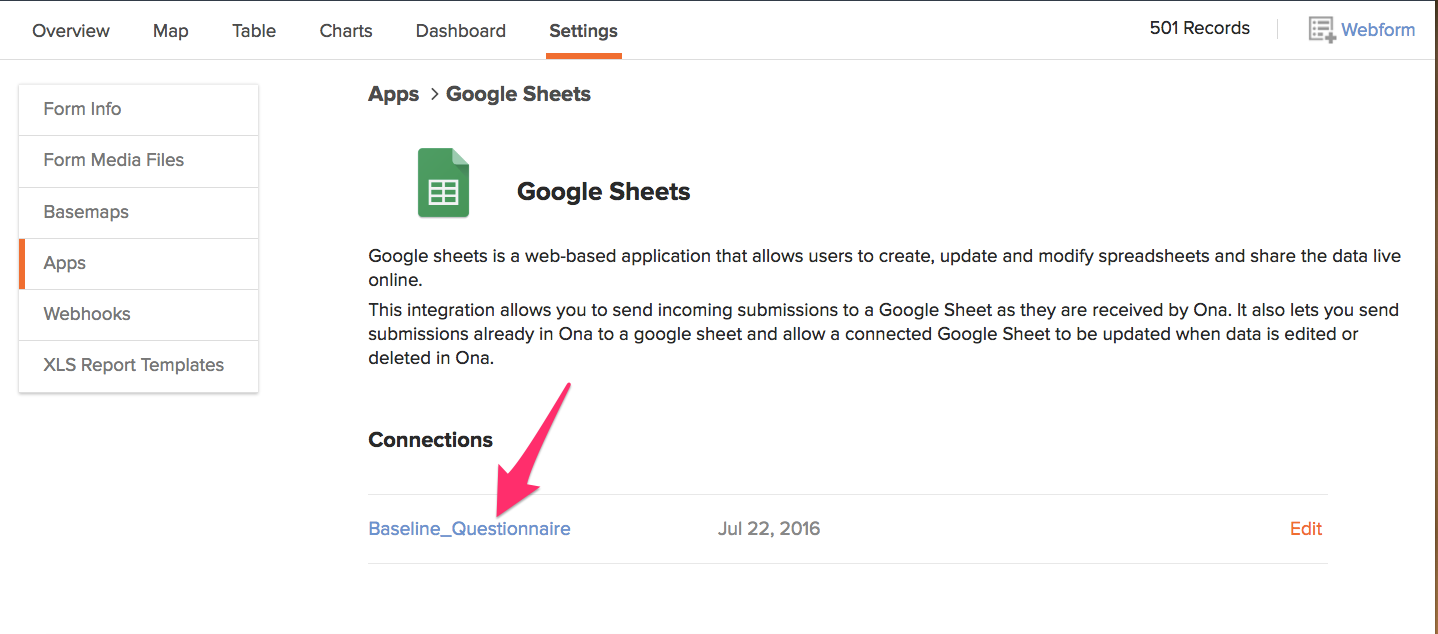 Overview Map Table Charts Dashboard Settings 501 Records Webform
Form Info
Form Media Files
Basemaps
Apps
Webhooks
XLS Report Templates
Apps > Google Sheets
Google Sheets
Google sheets is a web-based application that allows users to create, update and modify spreadsheets and share the data live
online.
This integration allows you to send incoming submissions to a Google Sheet as they are received by Ona. It also lets you send
submissions already in Ona to a google sheet and allow a connected Google Sheet to be updated when data is edited or
deleted in Ona.
Connections
Baseline_Questionnaire Jul 22, 2016 Edit